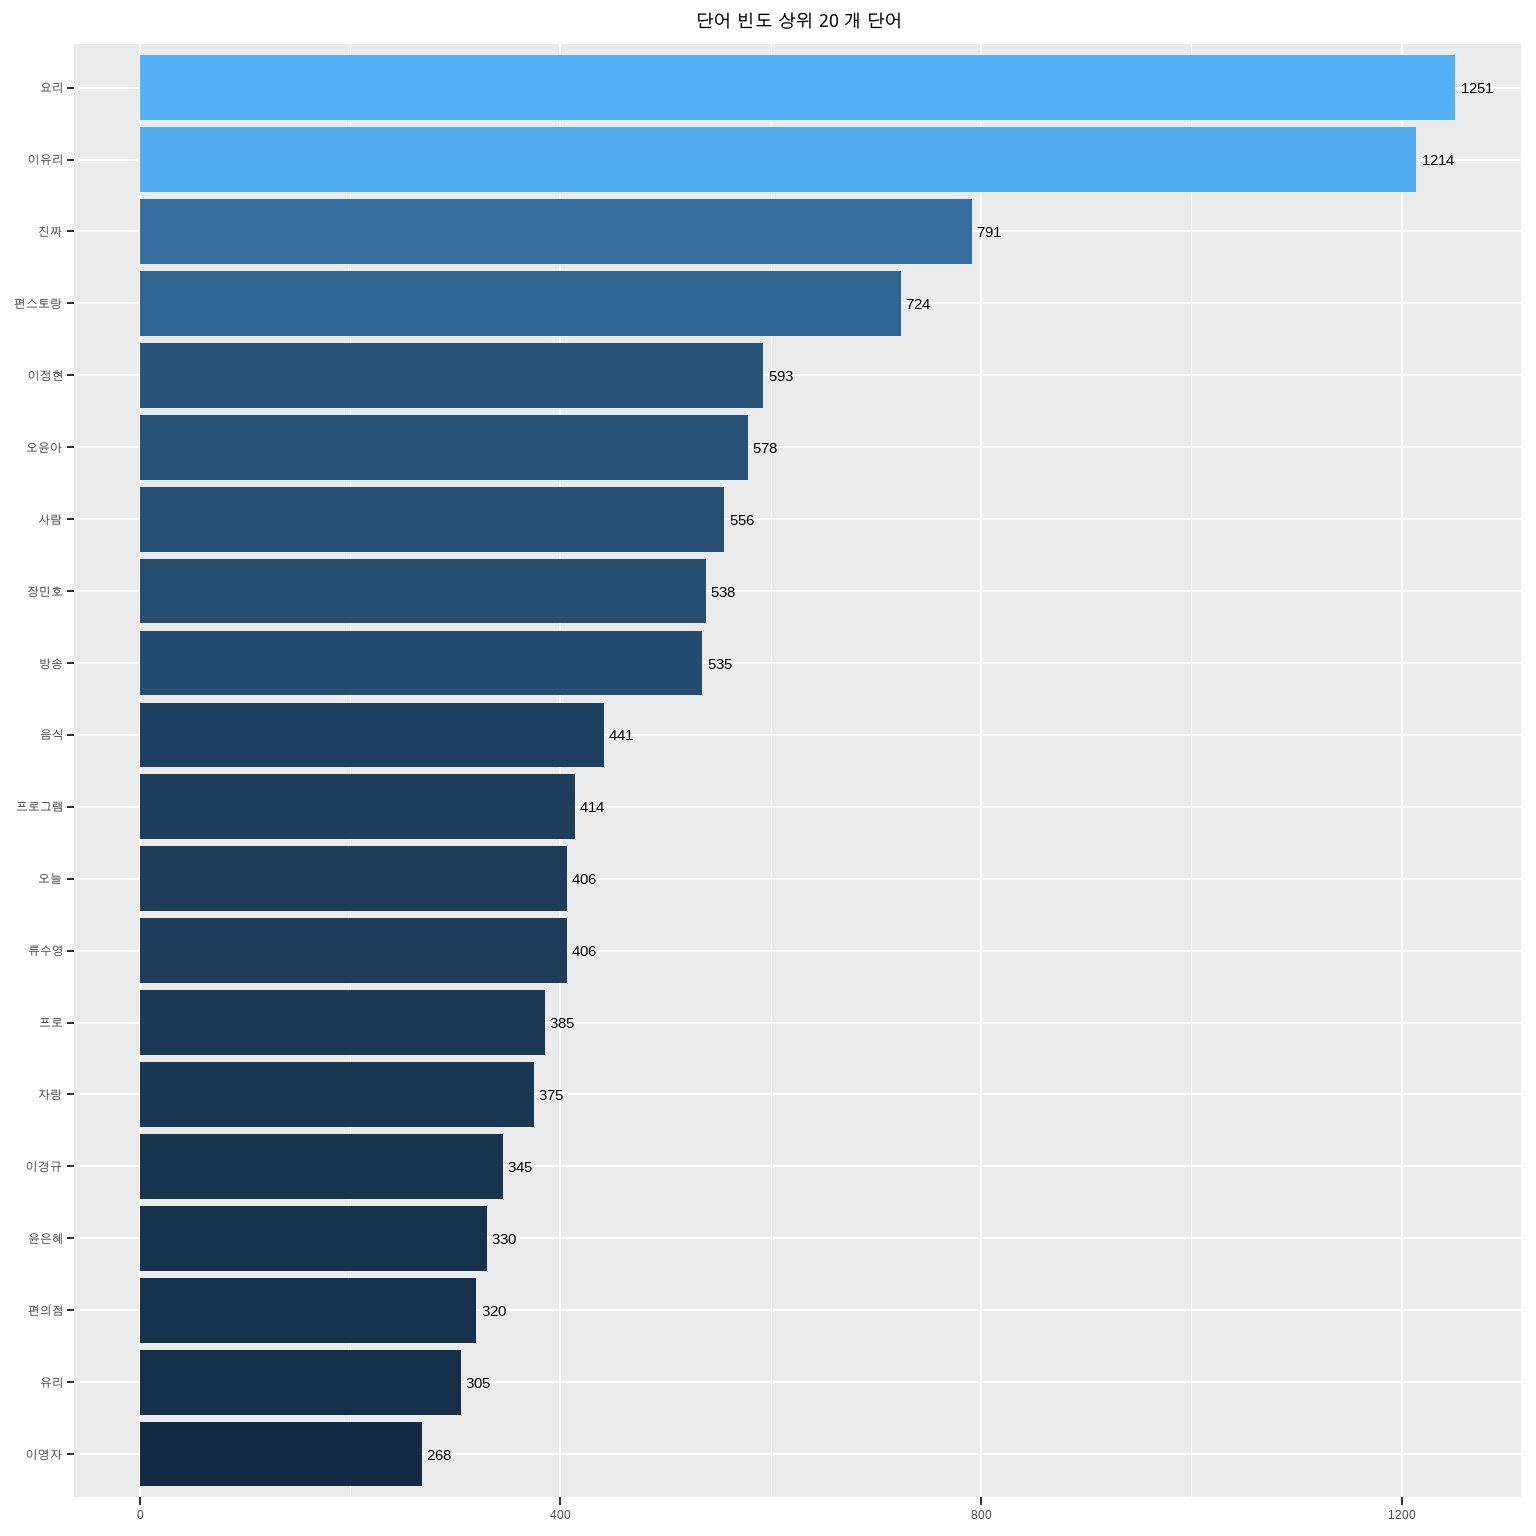 단어 빈도 상위 20 개 단어
요리 1251
이유리 1214
진짜 791
편스토랑 724
이정현 593
오윤아 578
사람 556
장민호 538
방송 535
음식 441
프로그램 414
오늘 406
류수영 406
프로 385
자랑 375
이경규 345
윤은혜 330
편의점 320
유리 305
이영자 268
0 400 800 1200